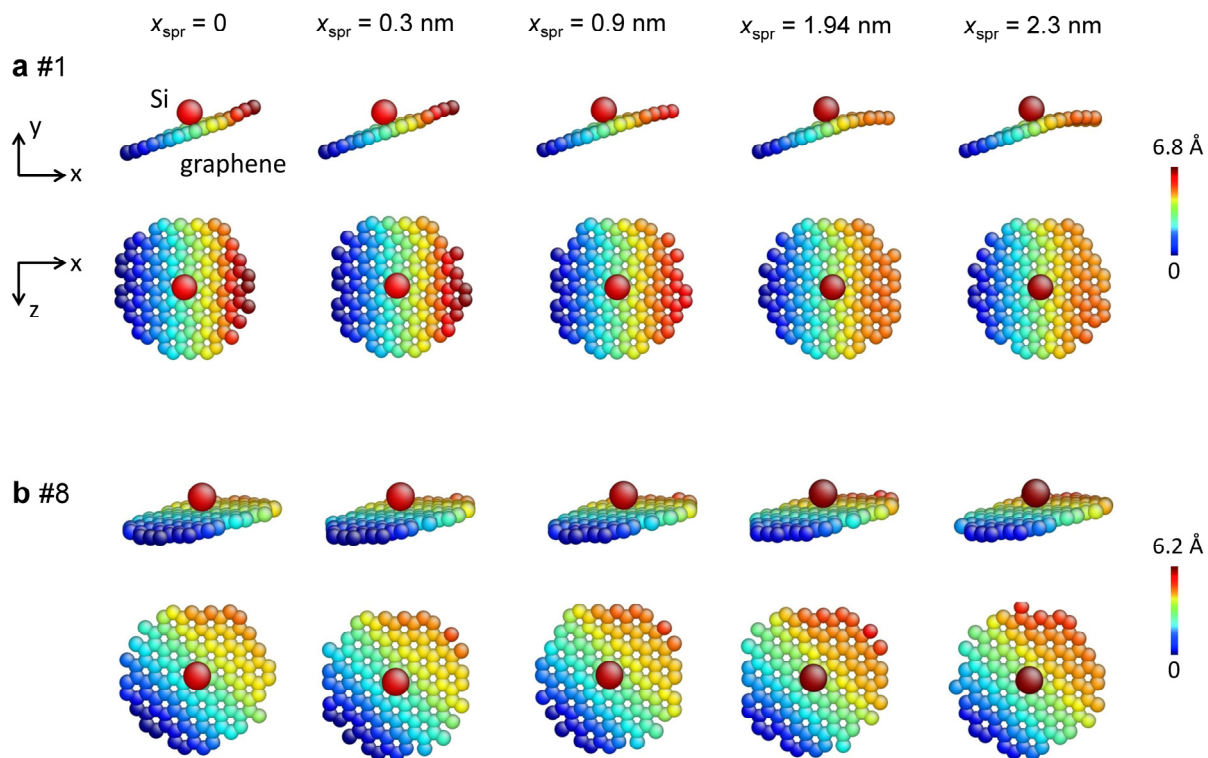 x_spr = 0
x_spr = 0.3 nm
x_spr = 0.9 nm
x_spr = 1.94 nm
x_spr = 2.3 nm
a #1
Si
y
x
graphene
6.8 Å
0
x
z
b #8
6.2 Å
0